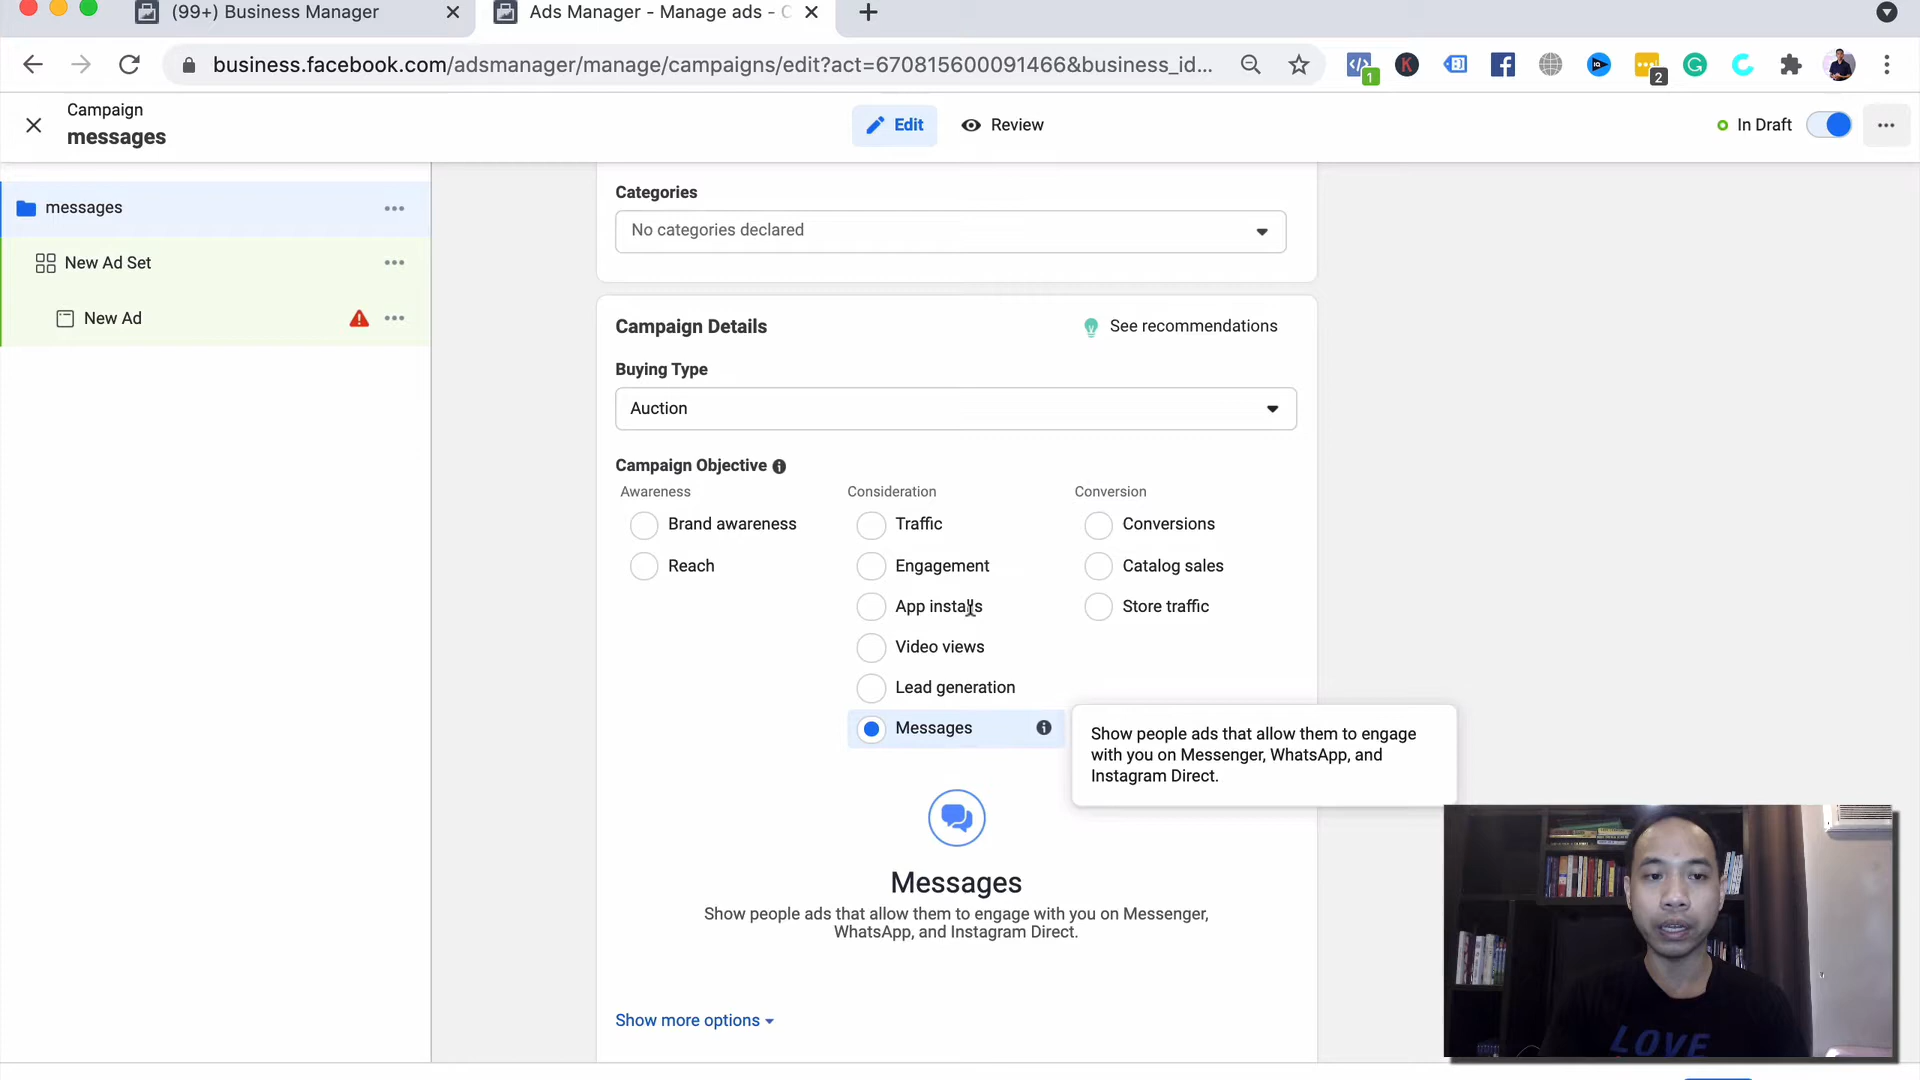 (99+) Business Manager
Ads Manager - Manage ads - C
business.facebook.com/adsmanager/manage/campaigns/edit?act=670815600091466&business_id...
1
K
2
Campaign
messages
Edit
Review
In Draft
messages
New Ad Set
New Ad
Categories
No categories declared
Campaign Details
See recommendations
Buying Type
Auction
Campaign Objective
Awareness
Consideration
Conversion
Brand awareness
Traffic
Conversions
Reach
Engagement
Catalog sales
App installs
Store traffic
Video views
Lead generation
Messages
Show people ads that allow them to engage
with you on Messenger, WhatsApp, and
Instagram Direct.
Messages
Show people ads that allow them to engage with you on Messenger,
WhatsApp, and Instagram Direct.
Show more options
LOVE